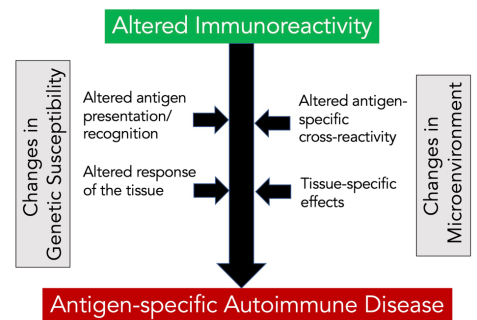 Altered Immunoreactivity
Changes in
Genetic Susceptibility
Altered antigen
presentation/
recognition
Altered response
of the tissue
Altered antigen-
specific
cross-reactivity
Tissue-specific
effects
Changes in
Microenvironment
Antigen-specific Autoimmune Disease